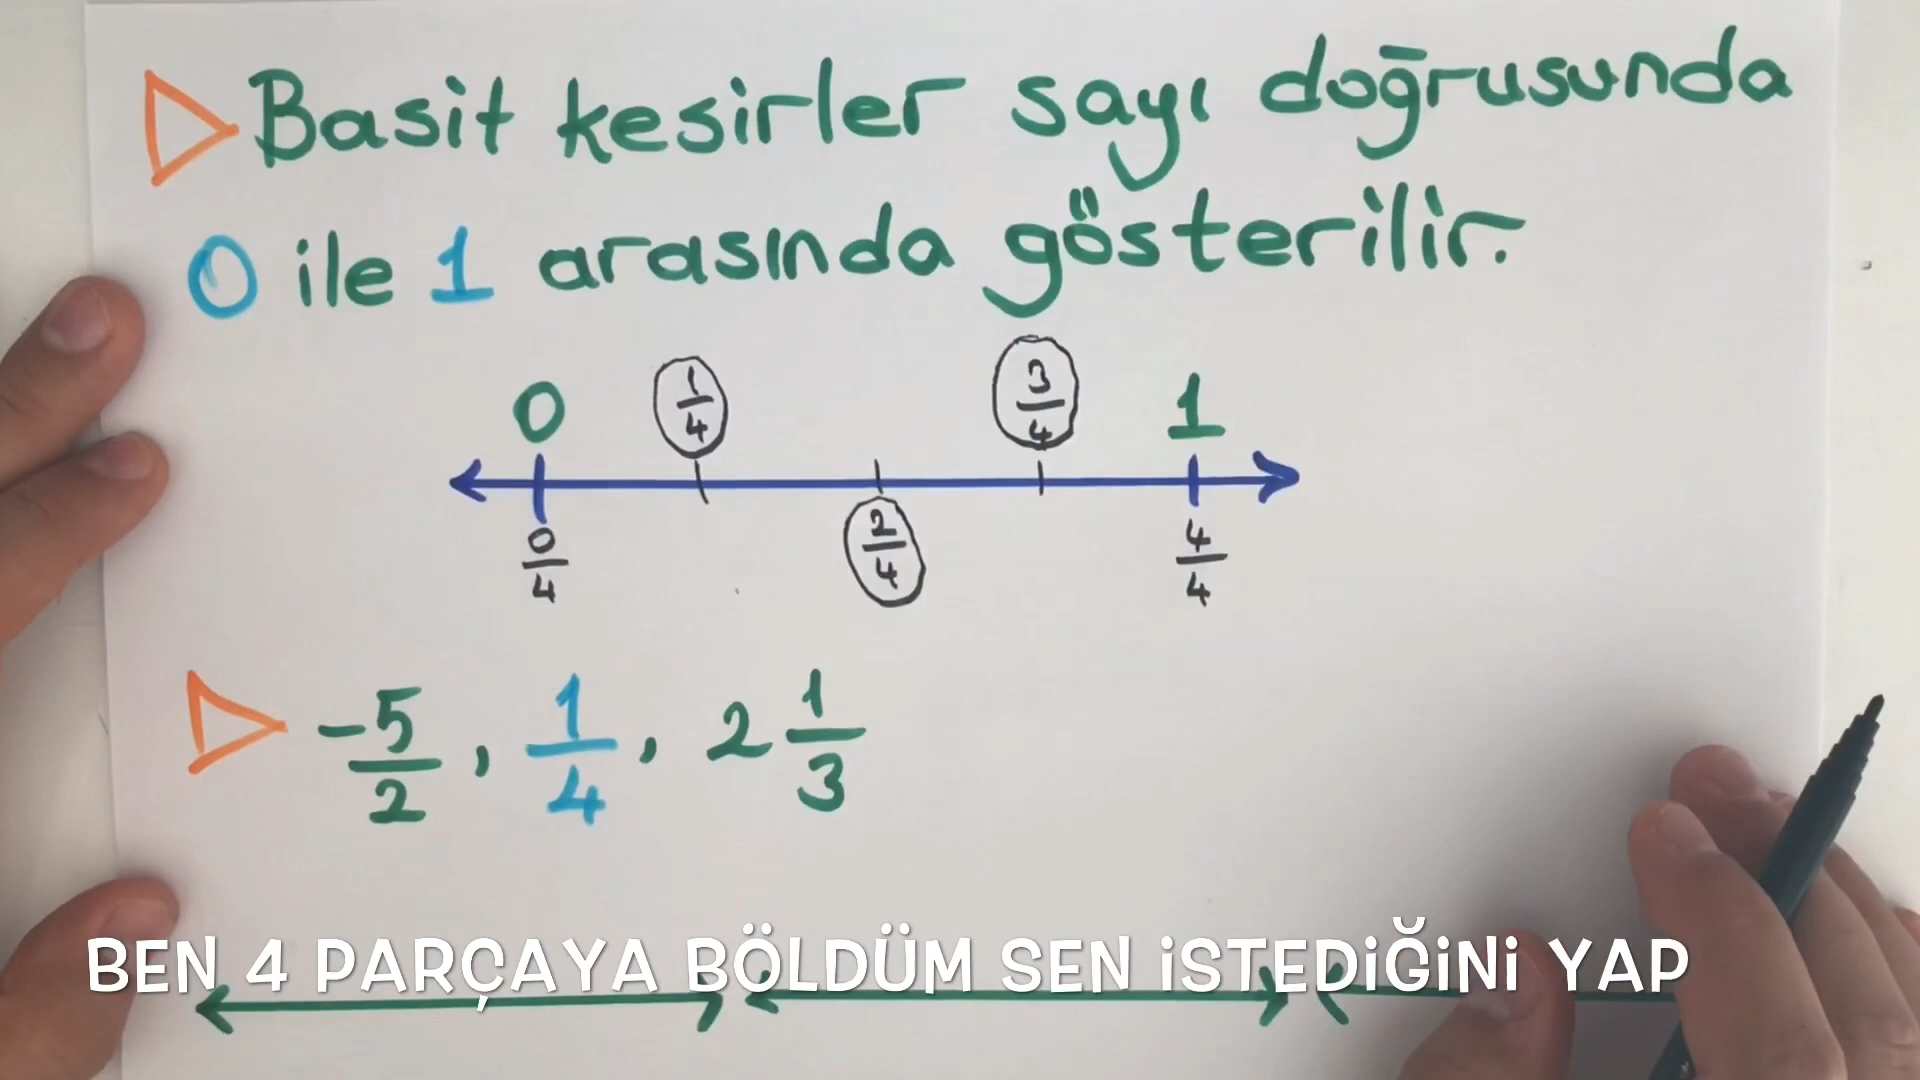 Basit kesirler sayı doğrusunda
0 ile 1 arasında gösterilir.
0 1/4 3/4 1
0/4 2/4 4/4
-5/2, 1/4, 2 1/3
BEN 4 PARÇAYA BÖLDÜM SEN İSTEDİĞİNİ YAP